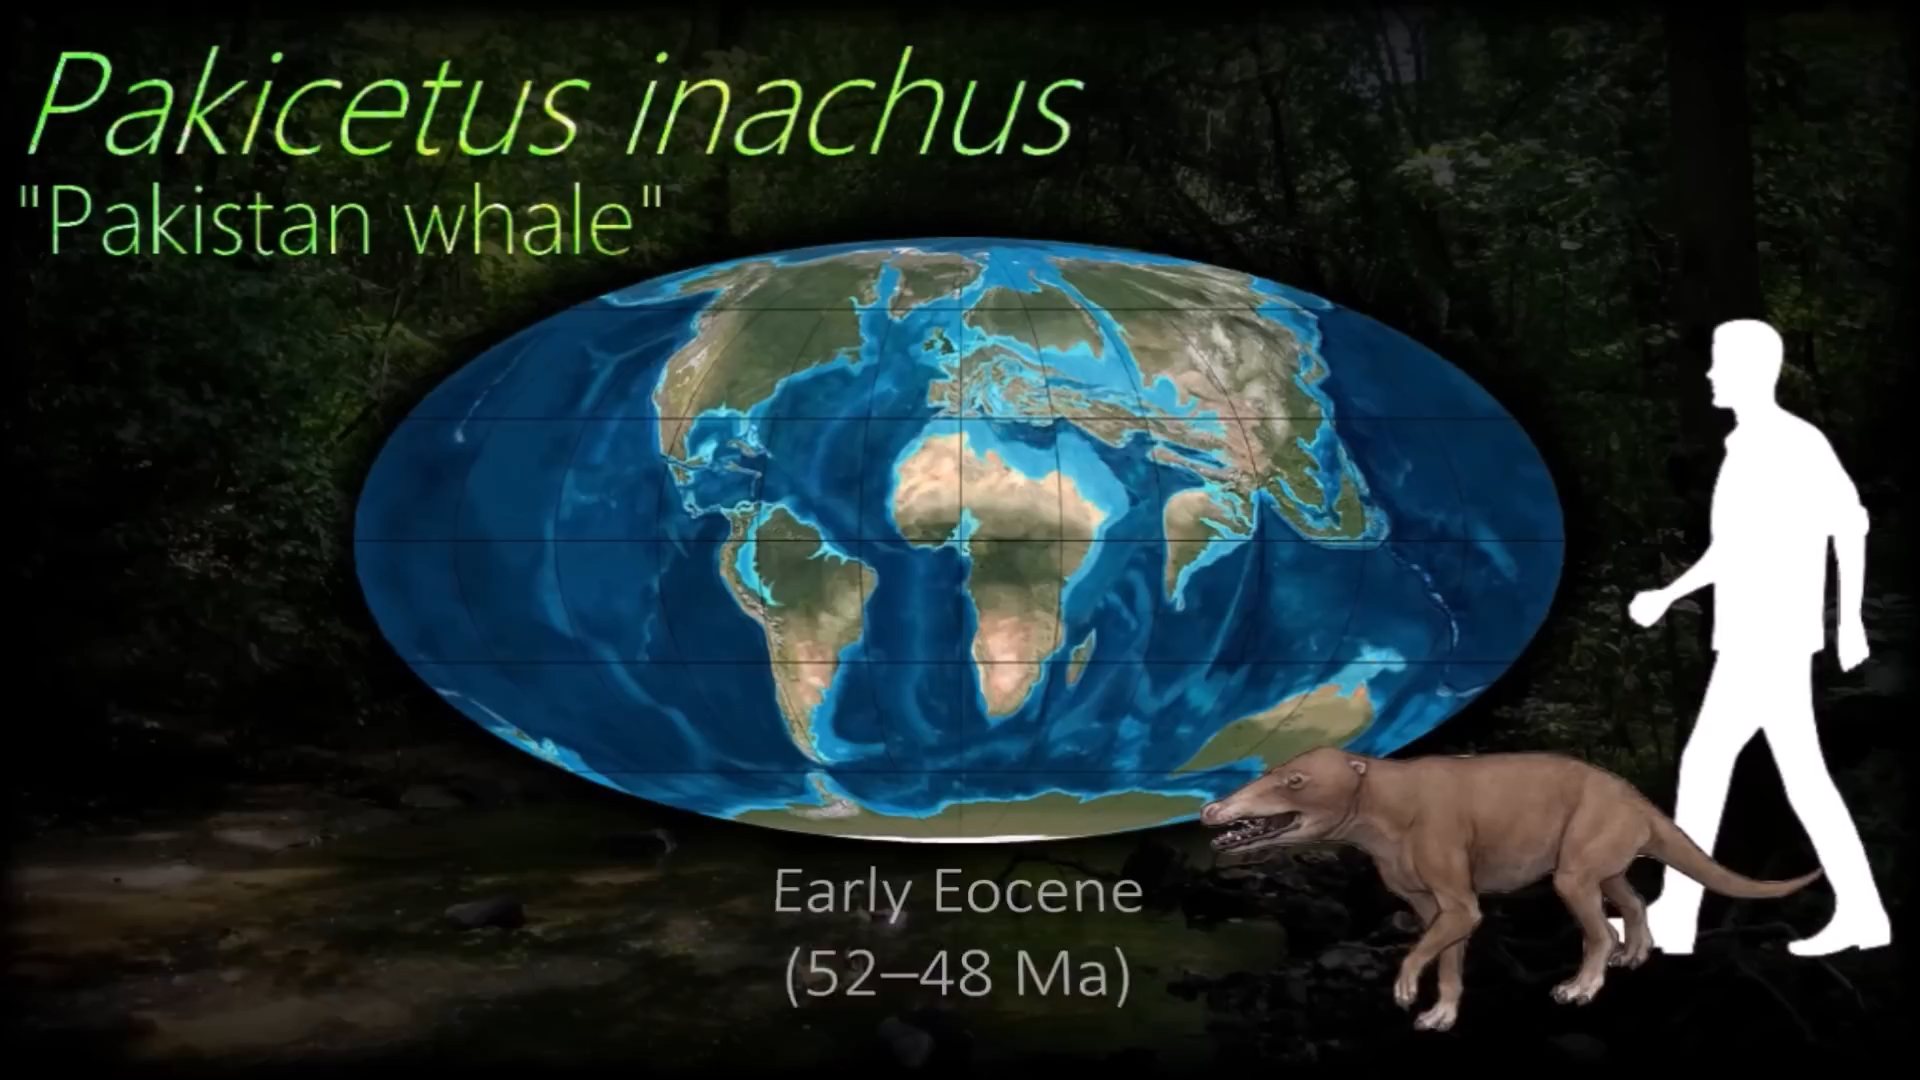 Pakicetus inachus
"Pakistan whale"
Early Eocene
(52–48 Ma)